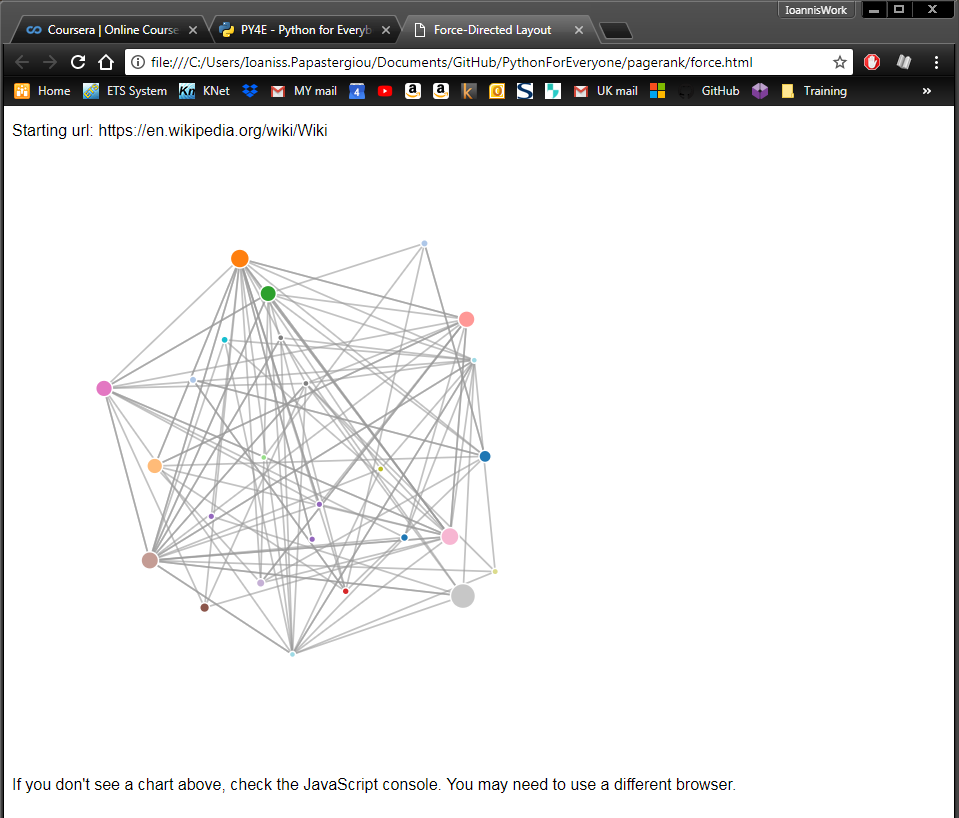 IoannisWork
Coursera | Online Course
PY4E - Python for Everyb
Force-Directed Layout
file:///C:/Users/Ioaniss.Papastergiou/Documents/GitHub/PythonForEveryone/pagerank/force.html
Home ETS System KNet MY mail 4 UK mail GitHub Training »
Starting url: https://en.wikipedia.org/wiki/Wiki
If you don't see a chart above, check the JavaScript console. You may need to use a different browser.